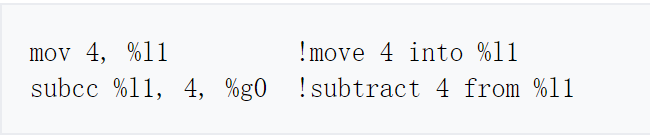 mov 4, %l1 !move 4 into %l1
subcc %l1, 4, %g0 !subtract 4 from %l1